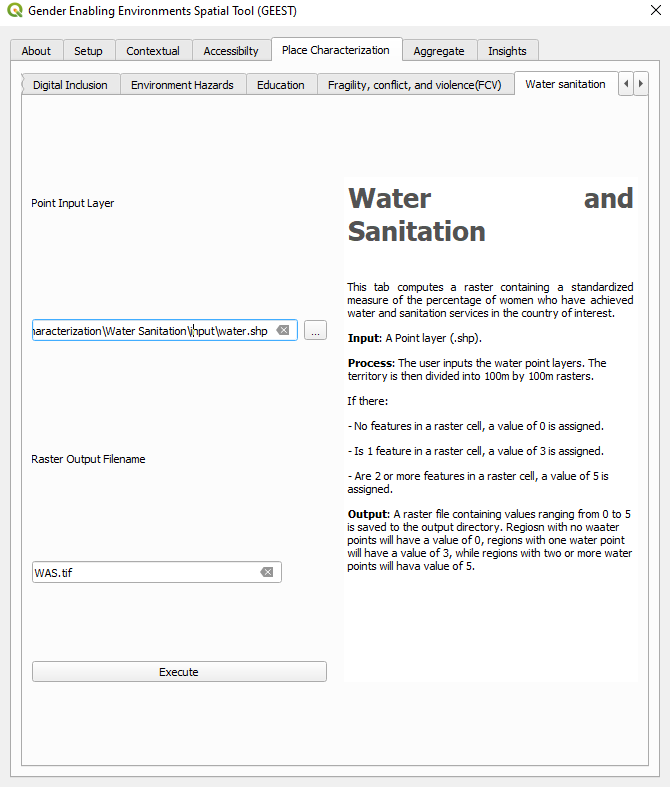 Gender Enabling Environments Spatial Tool (GEEST)
About Setup Contextual Accessibilty Place Characterization Aggregate Insights
Digital Inclusion Environment Hazards Education Fragility, conflict, and violence(FCV) Water sanitation
Point Input Layer
haracterization\Water Sanitation\input\water.shp
...
Raster Output Filename
WAS.tif
Execute
Water and
Sanitation
This tab computes a raster containing a standardized
measure of the percentage of women who have achieved
water and sanitation services in the country of interest.
Input: A Point layer (.shp).
Process: The user inputs the water point layers. The
territory is then divided into 100m by 100m rasters.
If there:
- No features in a raster cell, a value of 0 is assigned.
- Is 1 feature in a raster cell, a value of 3 is assigned.
- Are 2 or more features in a raster cell, a value of 5 is
assigned.
Output: A raster file containing values ranging from 0 to 5
is saved to the output directory. Regiosn with no waater
points will have a value of 0, regions with one water point
will have a value of 3, while regions with two or more water
points will hava value of 5.